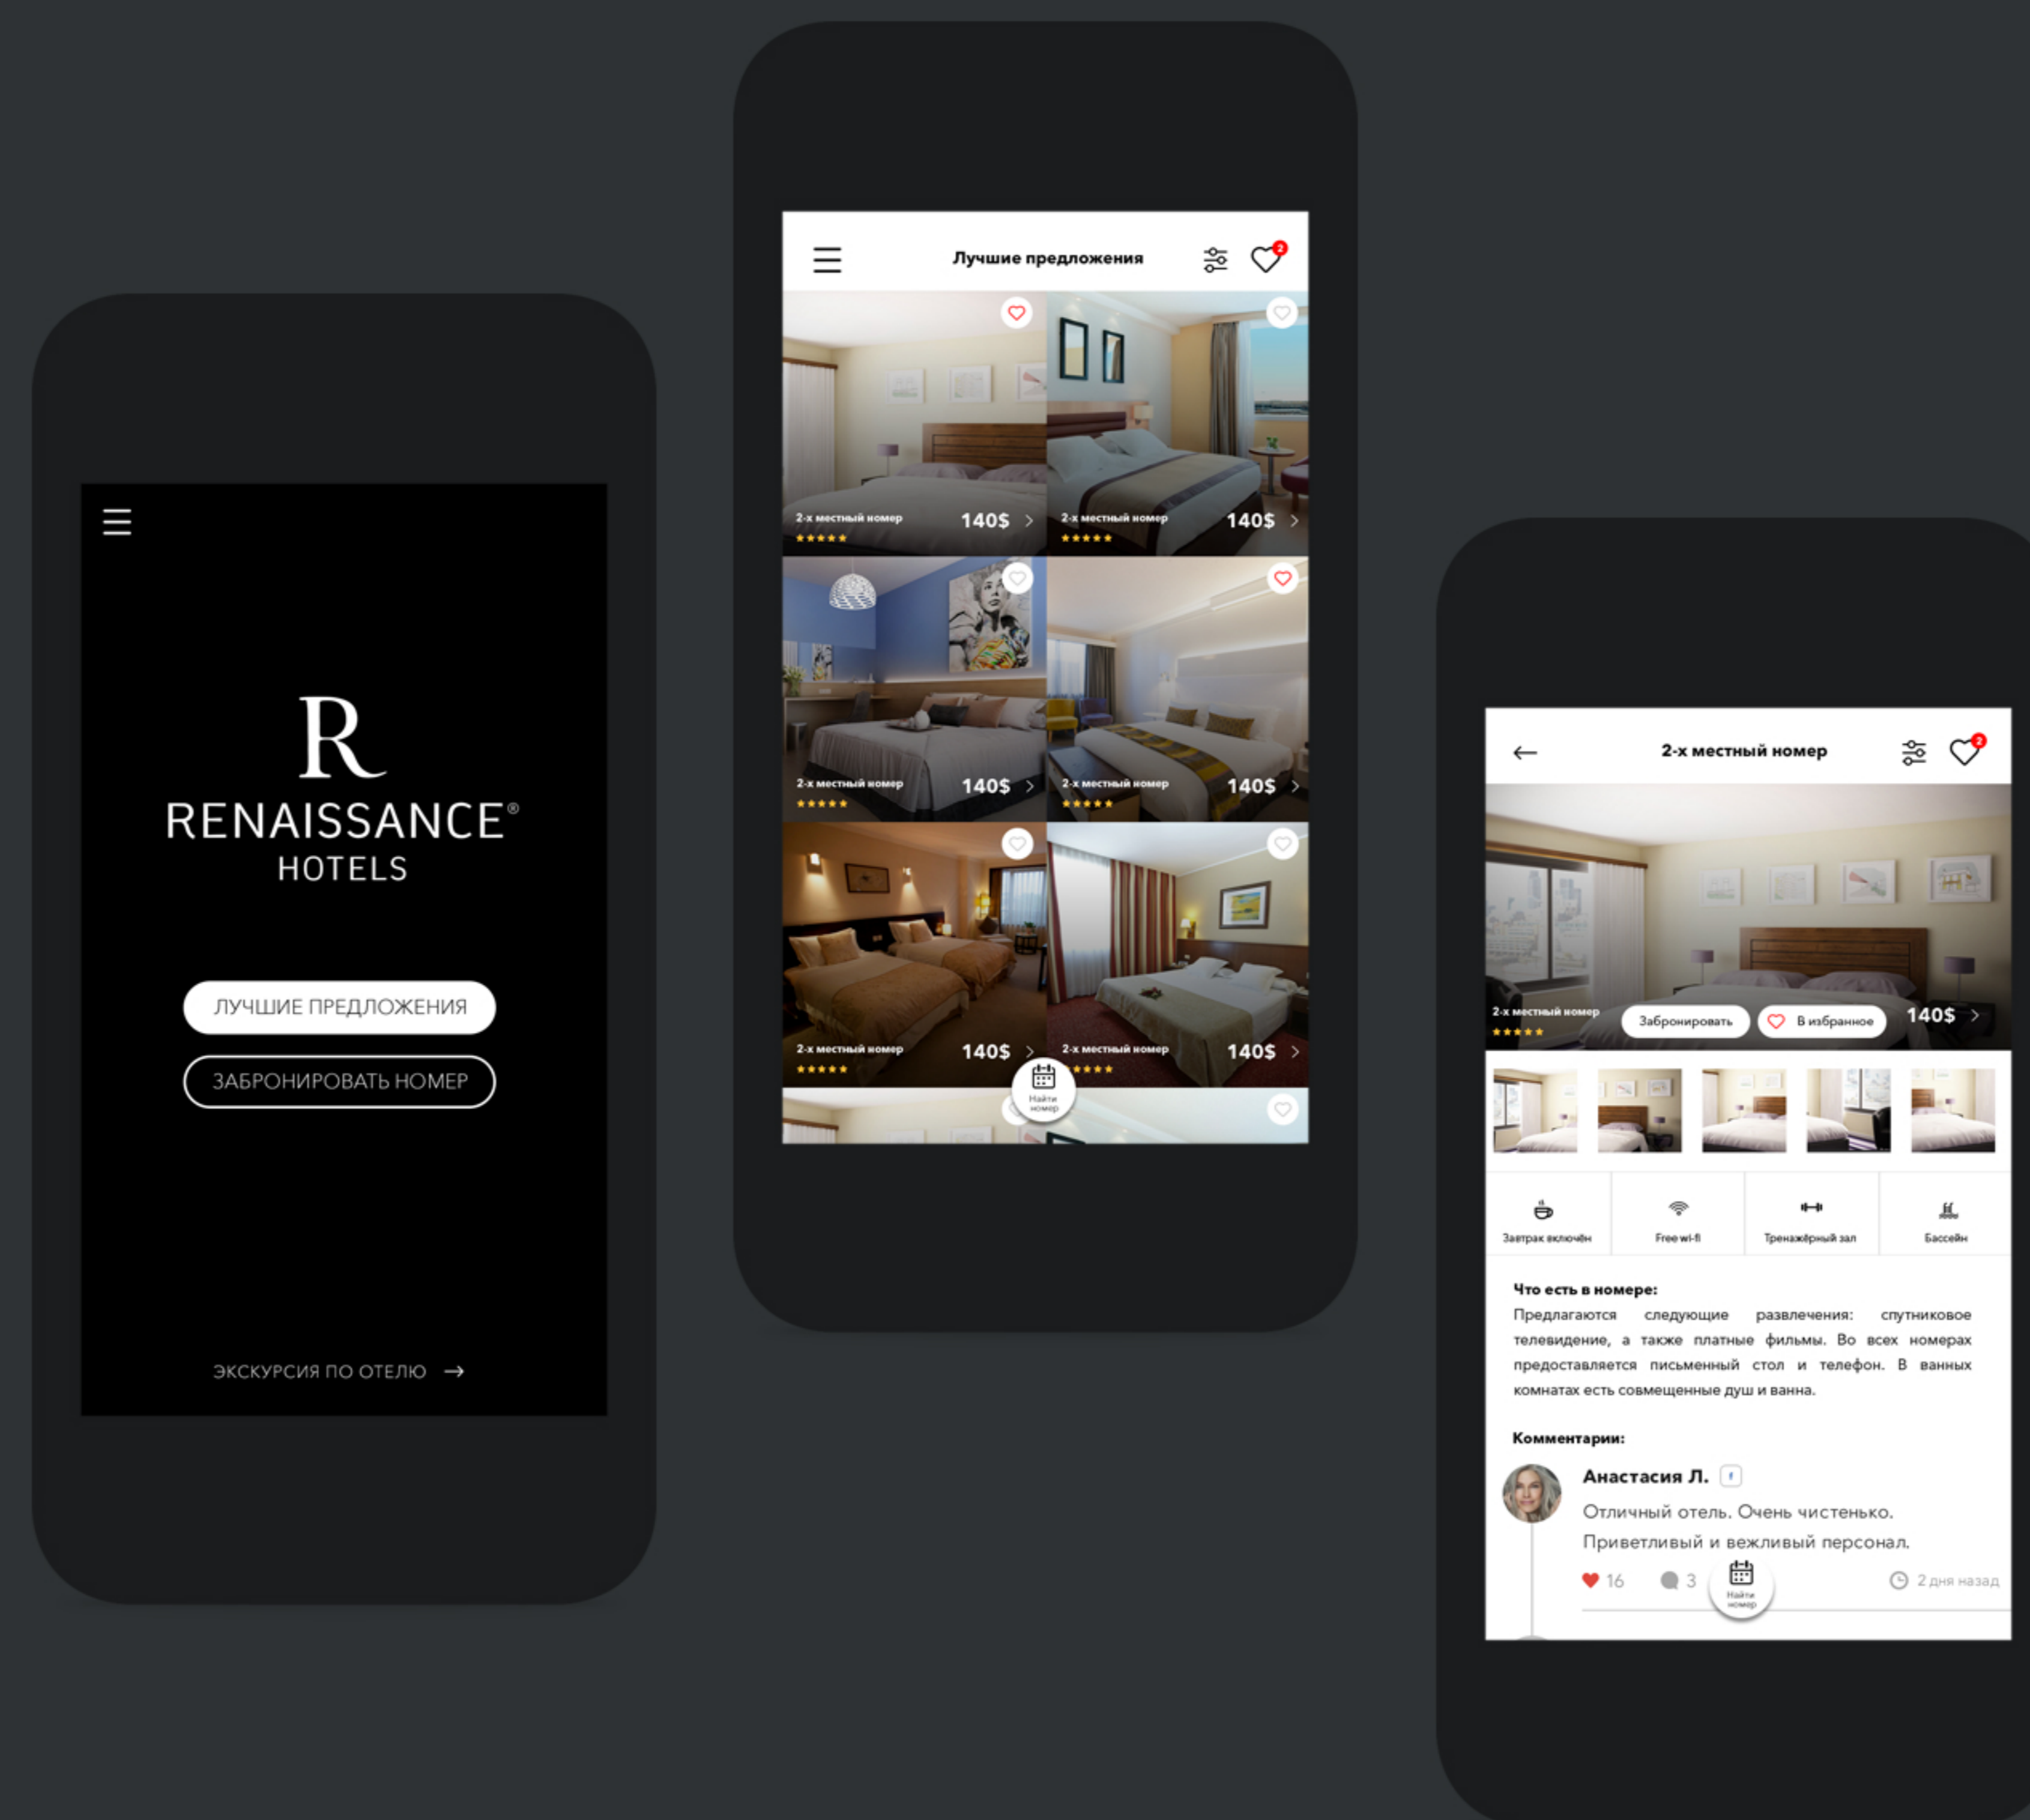 R
RENAISSANCE®
HOTELS
ЛУЧШИЕ ПРЕДЛОЖЕНИЯ
ЗАБРОНИРОВАТЬ НОМЕР
ЭКСКУРСИЯ ПО ОТЕЛЮ →
Лучшие предложения
2
2-х местный номер 140$ >
2-х местный номер 140$ >
2-х местный номер 140$ >
2-х местный номер 140$ >
2-х местный номер 140$ >
2-х местный номер 140$ >
Найти
номер
2-х местный номер
2
2-х местный номер
Забронировать
В избранное
140$ >
Завтрак включён
Free wi-fi
Тренажёрный зал
Бассейн
Что есть в номере:
Предлагаются следующие развлечения: спутниковое
телевидение, а также платные фильмы. Во всех номерах
предоставляется письменный стол и телефон. В ванных
комнатах есть совмещенные душ и ванна.
Комментарии:
Анастасия Л. f
Отличный отель. Очень чистенько.
Приветливый и вежливый персонал.
16 3 2 дня назад
Найти
номер